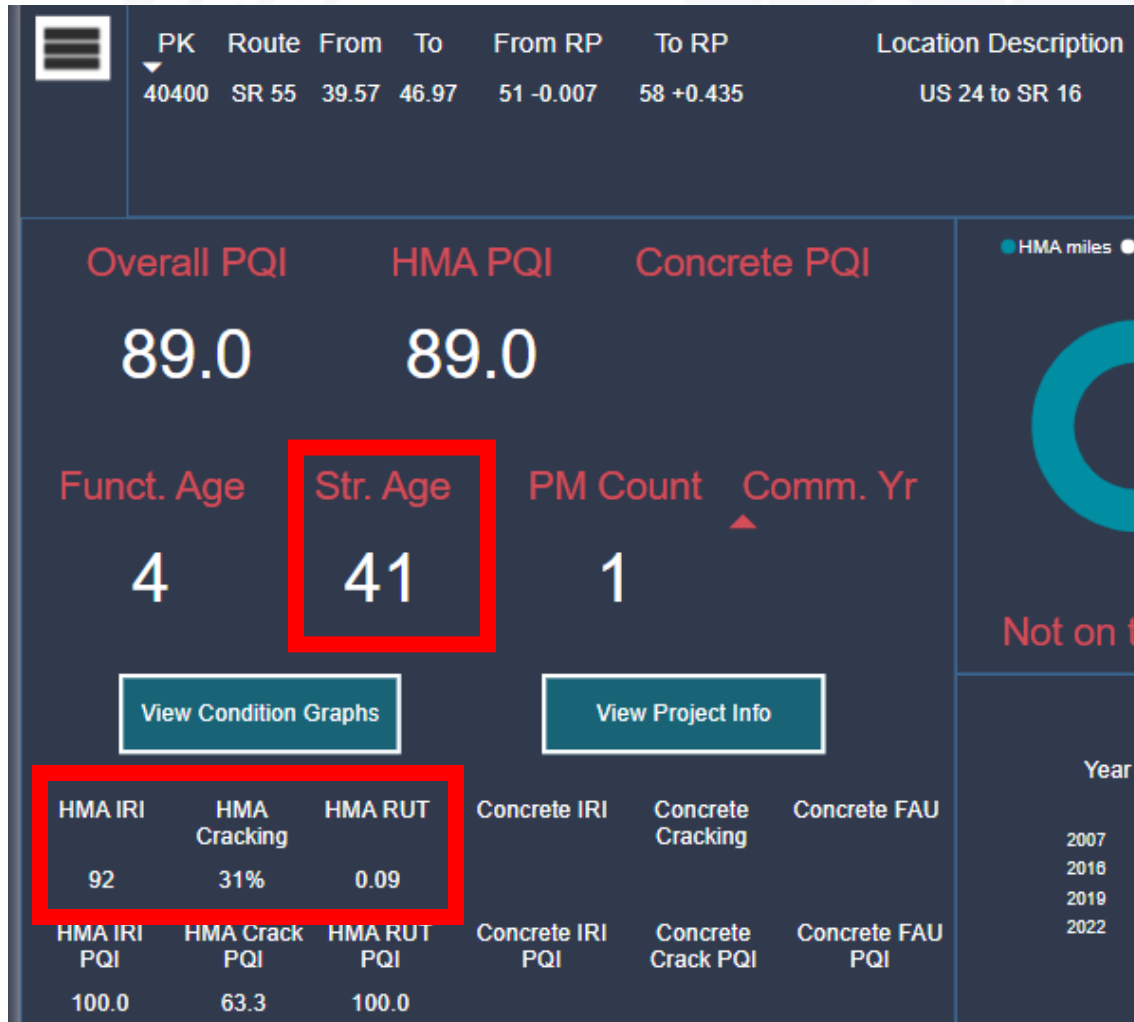 PK Route From To From RP To RP Location Description
40400 SR 55 39.57 46.97 51 -0.007 58 +0.435 US 24 to SR 16
Overall PQI HMA PQI Concrete PQI
89.0 89.0
HMA miles
Funct. Age Str. Age PM Count Comm. Yr
4 41 1
Not on
View Condition Graphs View Project Info
HMA IRI HMA Cracking HMA RUT Concrete IRI Concrete Cracking Concrete FAU
92 31% 0.09
HMA IRI PQI HMA Crack PQI HMA RUT PQI Concrete IRI PQI Concrete Crack PQI Concrete FAU PQI
100.0 63.3 100.0
Year
2007
2016
2019
2022